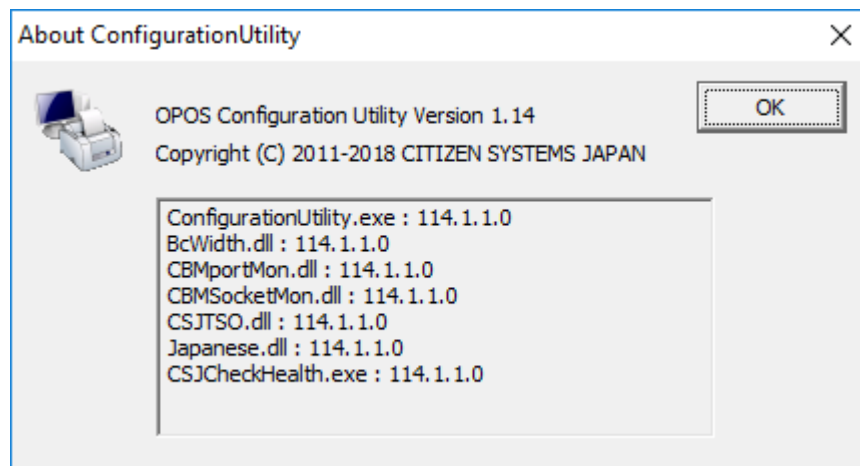 About ConfigurationUtility
OPOS Configuration Utility Version 1.14
OK
Copyright (C) 2011-2018 CITIZEN SYSTEMS JAPAN
ConfigurationUtility.exe : 114.1.1.0
BcWidth.dll : 114.1.1.0
CBMportMon.dll : 114.1.1.0
CBMSocketMon.dll : 114.1.1.0
CSJTSO.dll : 114.1.1.0
Japanese.dll : 114.1.1.0
CSJCheckHealth.exe : 114.1.1.0